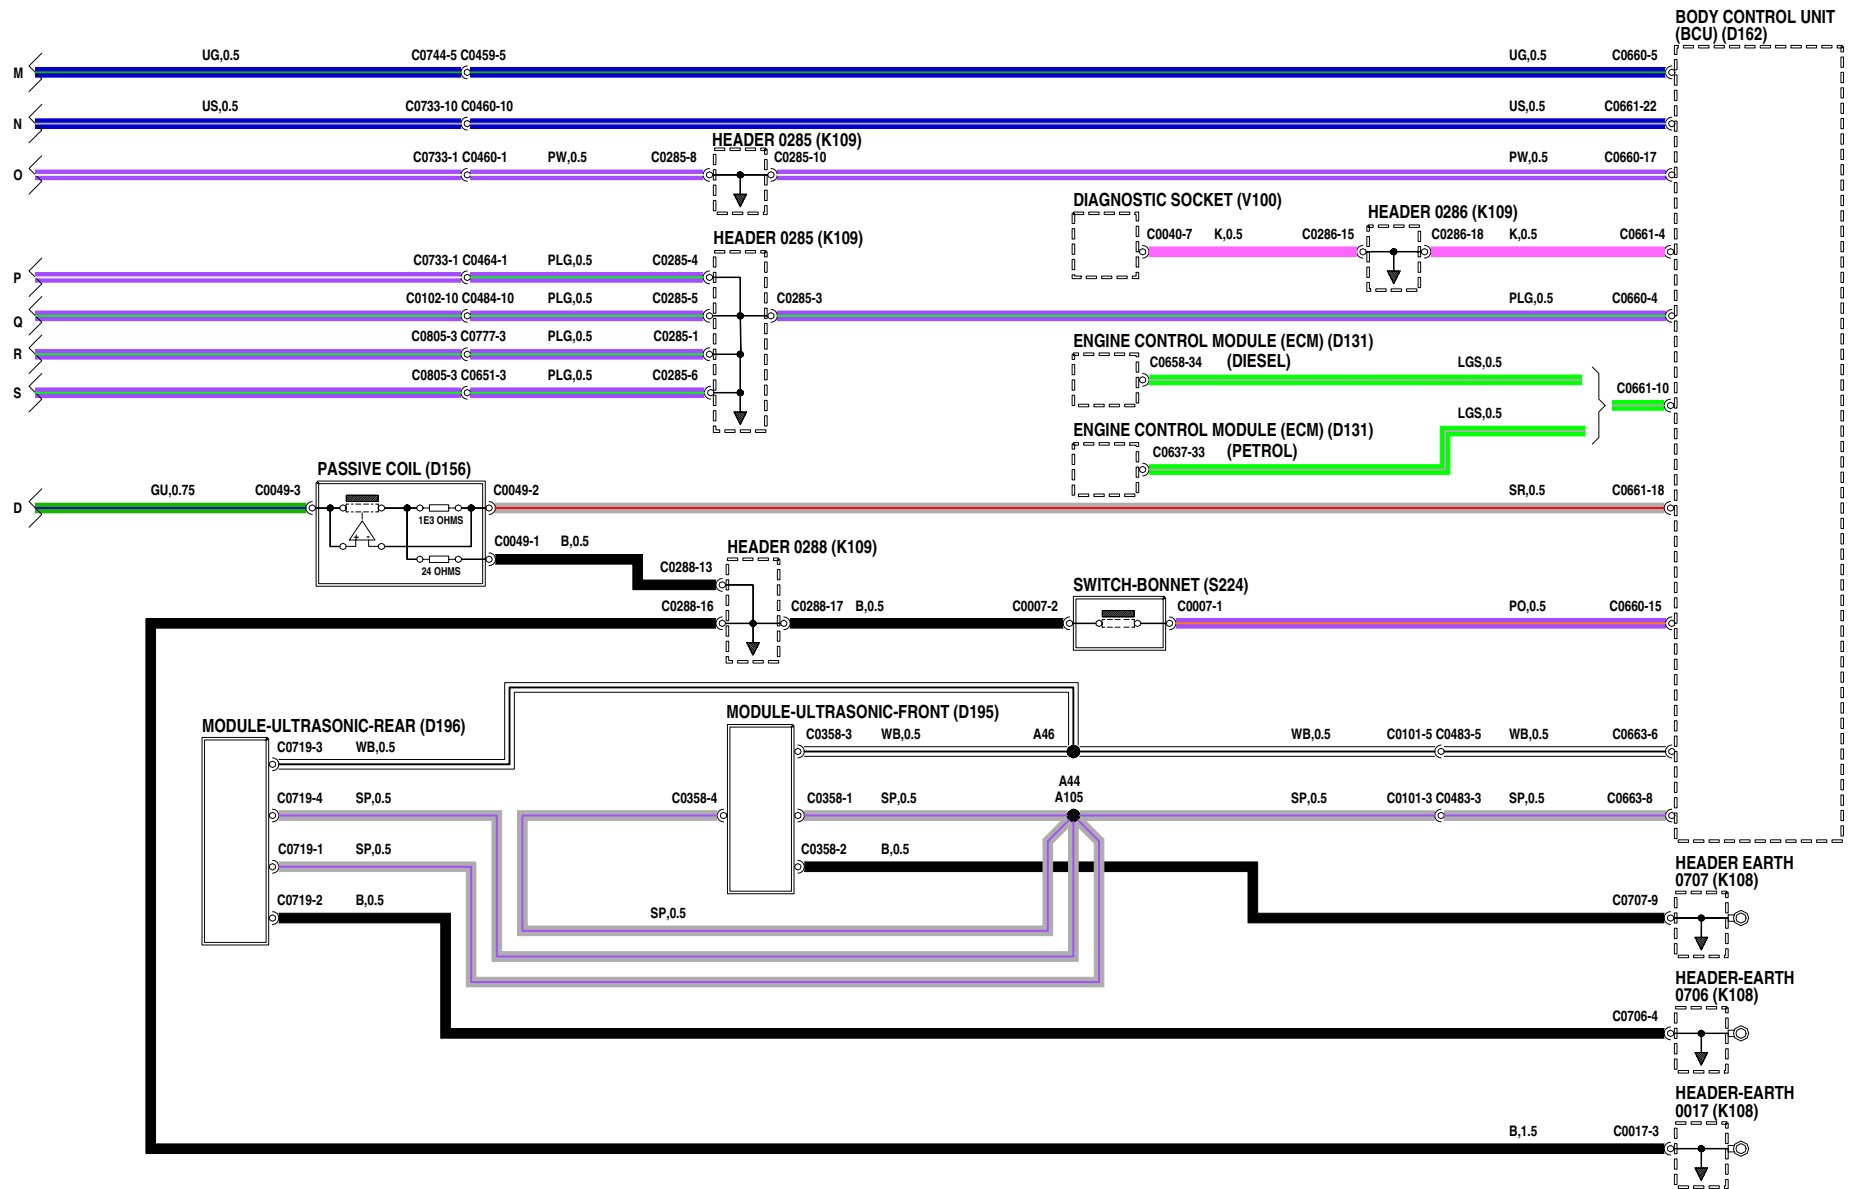 BODY CONTROL UNIT
(BCU) (D162)
M UG,0.5 C0744-5 C0459-5 UG,0.5 C0660-5
N US,0.5 C0733-10 C0460-10 US,0.5 C0661-22
HEADER 0285 (K109)
O C0733-1 C0460-1 PW,0.5 C0285-8 C0285-10 PW,0.5 C0660-17
DIAGNOSTIC SOCKET (V100)
HEADER 0286 (K109)
C0040-7 K,0.5 C0286-15 C0286-18 K,0.5 C0661-4
HEADER 0285 (K109)
P C0733-1 C0464-1 PLG,0.5 C0285-4
Q C0102-10 C0484-10 PLG,0.5 C0285-5 C0285-3 PLG,0.5 C0660-4
R C0805-3 C0777-3 PLG,0.5 C0285-1
S C0805-3 C0651-3 PLG,0.5 C0285-6
ENGINE CONTROL MODULE (ECM) (D131)
C0658-34 (DIESEL) LGS,0.5
C0661-10
LGS,0.5
ENGINE CONTROL MODULE (ECM) (D131)
C0637-33 (PETROL)
PASSIVE COIL (D156)
D GU,0.75 C0049-3 C0049-2 SR,0.5 C0661-18
1E3 OHMS
+ -
C0049-1 B,0.5
24 OHMS
HEADER 0288 (K109)
C0288-13
SWITCH-BONNET (S224)
C0288-16 C0288-17 B,0.5 C0007-2 C0007-1 PO,0.5 C0660-15
MODULE-ULTRASONIC-REAR (D196)
MODULE-ULTRASONIC-FRONT (D195)
C0719-3 WB,0.5
C0358-3 WB,0.5 A46 WB,0.5 C0101-5 C0483-5 WB,0.5 C0663-6
A44
A105
C0719-4 SP,0.5 C0358-4 C0358-1 SP,0.5 SP,0.5 C0101-3 C0483-3 SP,0.5 C0663-8
C0719-1 SP,0.5 C0358-2 B,0.5
HEADER EARTH
0707 (K108)
C0719-2 B,0.5 SP,0.5 C0707-9
HEADER-EARTH
0706 (K108)
C0706-4
HEADER-EARTH
0017 (K108)
B,1.5 C0017-3